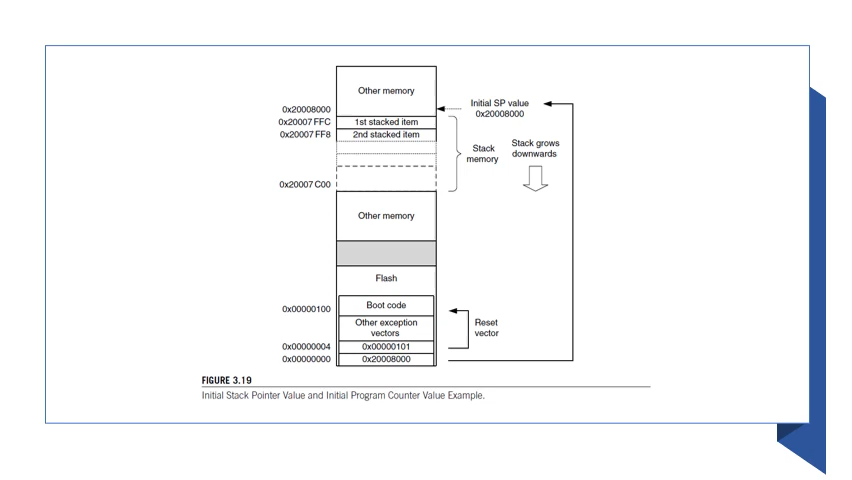 Other memory
0x20008000
Initial SP value
0x20008000
0x20007FFC
1st stacked item
0x20007FF8
2nd stacked item
Stack
memory
Stack grows
downwards
0x20007C00
Other memory
Flash
0x00000100
Boot code
Other exception
vectors
Reset
vector
0x00000004
0x00000101
0x00000000
0x20008000
FIGURE 3.19
Initial Stack Pointer Value and Initial Program Counter Value Example.